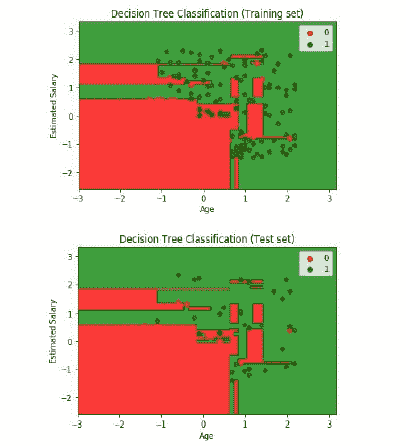 Decision Tree Classification (Training set)
3
2
1
0
−1
−2
Estimated Salary
0
1
−3 −2 −1 0 1 2 3
Age
Decision Tree Classification (Test set)
3
2
1
0
−1
−2
Estimated Salary
0
1
−3 −2 −1 0 1 2 3
Age